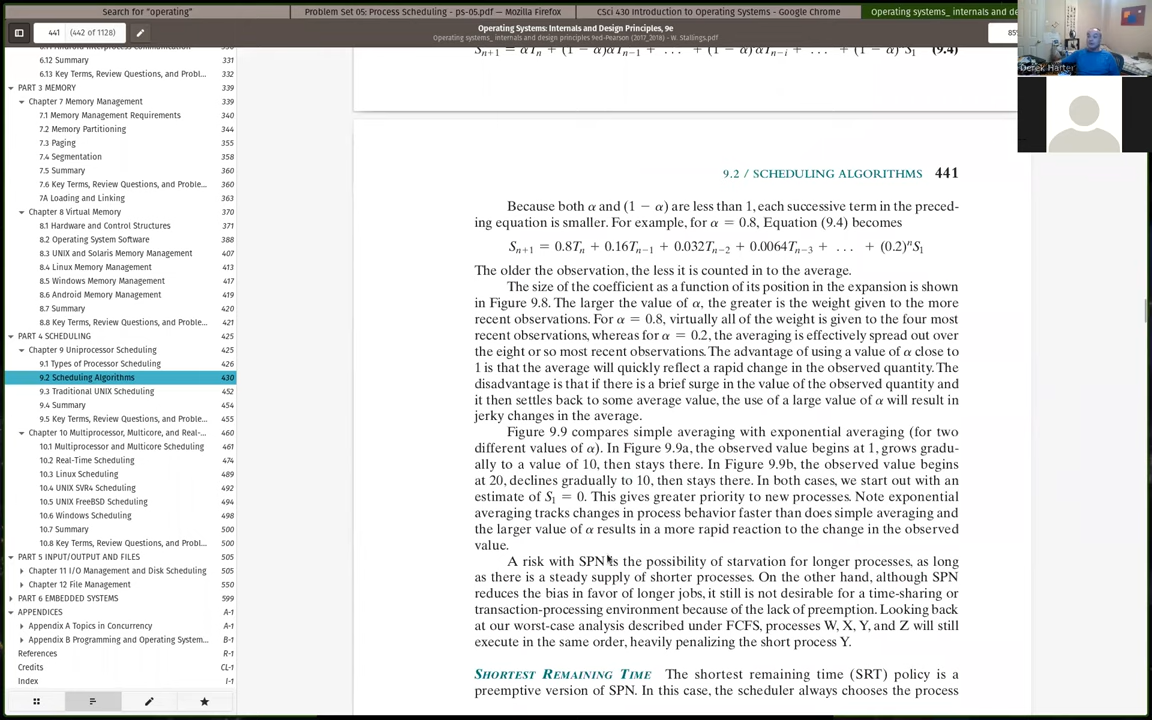 Search for "operating"
Problem Set 05: Process Scheduling - ps-05.pdf — Mozilla Firefox
CSci 430 Introduction to Operating Systems - Google Chrome
Operating systems_ internals and de
441 (442 of 1128)
Operating Systems: Internals and Design Principles, 9e
Operating systems_ internals and design principles 9ed-Pearson (2017_2018) - W. Stallings.pdf
85
Derek Harter
6.12 Summary 331
6.13 Key Terms, Review Questions, and Probl... 332
PART 3 MEMORY 339
Chapter 7 Memory Management 339
7.1 Memory Management Requirements 340
7.2 Memory Partitioning 344
7.3 Paging 355
7.4 Segmentation 358
7.5 Summary 360
7.6 Key Terms, Review Questions, and Proble... 360
7A Loading and Linking 363
Chapter 8 Virtual Memory 370
8.1 Hardware and Control Structures 371
8.2 Operating System Software 388
8.3 UNIX and Solaris Memory Management 407
8.4 Linux Memory Management 413
8.5 Windows Memory Management 417
8.6 Android Memory Management 419
8.7 Summary 420
8.8 Key Terms, Review Questions, and Probl... 421
PART 4 SCHEDULING 425
Chapter 9 Uniprocessor Scheduling 425
9.1 Types of Processor Scheduling 426
9.2 Scheduling Algorithms 430
9.3 Traditional UNIX Scheduling 452
9.4 Summary 454
9.5 Key Terms, Review Questions, and Proble... 455
Chapter 10 Multiprocessor, Multicore, and Real-... 460
10.1 Multiprocessor and Multicore Scheduling 461
10.2 Real-Time Scheduling 474
10.3 Linux Scheduling 489
10.4 UNIX SVR4 Scheduling 492
10.5 UNIX FreeBSD Scheduling 494
10.6 Windows Scheduling 498
10.7 Summary 500
10.8 Key Terms, Review Questions, and Probl... 500
PART 5 INPUT/OUTPUT AND FILES 505
Chapter 11 I/O Management and Disk Scheduling 505
Chapter 12 File Management 550
PART 6 EMBEDDED SYSTEMS 599
APPENDICES A-1
Appendix A Topics in Concurrency A-1
Appendix B Programming and Operating System... B-1
References R-1
Credits CL-1
Index I-1
Sn+1 = αTn + (1 − α)αTn−1 + ... + (1 − α)^i αTn−i + ... + (1 − α)^n S1 (9.4)
9.2 / SCHEDULING ALGORITHMS 441
Because both α and (1 − α) are less than 1, each successive term in the preced-
ing equation is smaller. For example, for α = 0.8, Equation (9.4) becomes
Sn+1 = 0.8Tn + 0.16Tn−1 + 0.032Tn−2 + 0.0064Tn−3 + ... + (0.2)^n S1
The older the observation, the less it is counted in to the average.
The size of the coefficient as a function of its position in the expansion is shown
in Figure 9.8. The larger the value of α, the greater is the weight given to the more
recent observations. For α = 0.8, virtually all of the weight is given to the four most
recent observations, whereas for α = 0.2, the averaging is effectively spread out over
the eight or so most recent observations. The advantage of using a value of α close to
1 is that the average will quickly reflect a rapid change in the observed quantity. The
disadvantage is that if there is a brief surge in the value of the observed quantity and
it then settles back to some average value, the use of a large value of α will result in
jerky changes in the average.
Figure 9.9 compares simple averaging with exponential averaging (for two
different values of α). In Figure 9.9a, the observed value begins at 1, grows gradu-
ally to a value of 10, then stays there. In Figure 9.9b, the observed value begins
at 20, declines gradually to 10, then stays there. In both cases, we start out with an
estimate of S1 = 0. This gives greater priority to new processes. Note exponential
averaging tracks changes in process behavior faster than does simple averaging and
the larger value of α results in a more rapid reaction to the change in the observed
value.
A risk with SPN is the possibility of starvation for longer processes, as long
as there is a steady supply of shorter processes. On the other hand, although SPN
reduces the bias in favor of longer jobs, it still is not desirable for a time-sharing or
transaction-processing environment because of the lack of preemption. Looking back
at our worst-case analysis described under FCFS, processes W, X, Y, and Z will still
execute in the same order, heavily penalizing the short process Y.
SHORTEST REMAINING TIME The shortest remaining time (SRT) policy is a
preemptive version of SPN. In this case, the scheduler always chooses the process